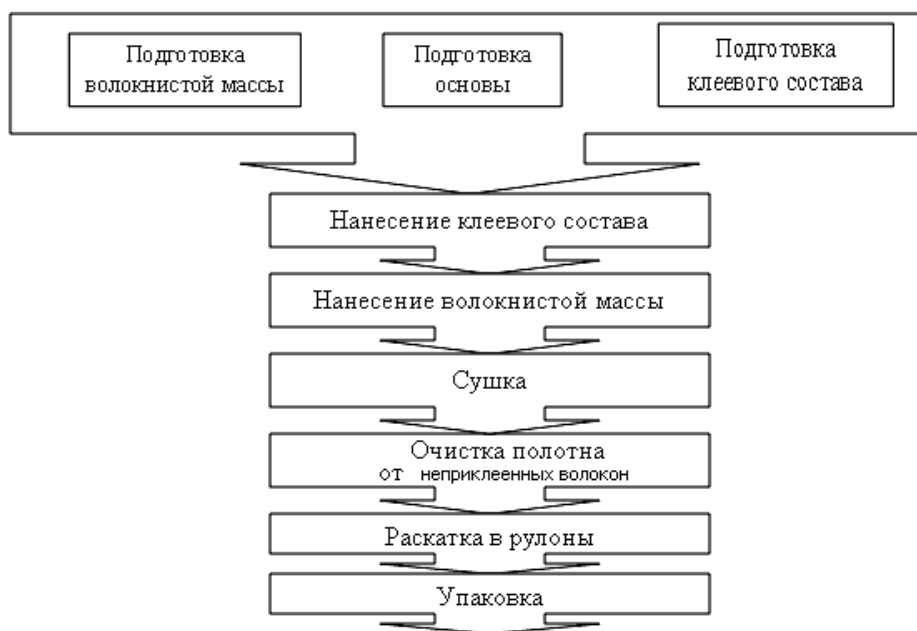 Подготовка
волокнистой массы
Подготовка
основы
Подготовка
клеевого состава
Нанесение клеевого состава
Нанесение волокнистой массы
Сушка
Очистка полотна
от неприклеенных волокон
Раскатка в рулоны
Упаковка